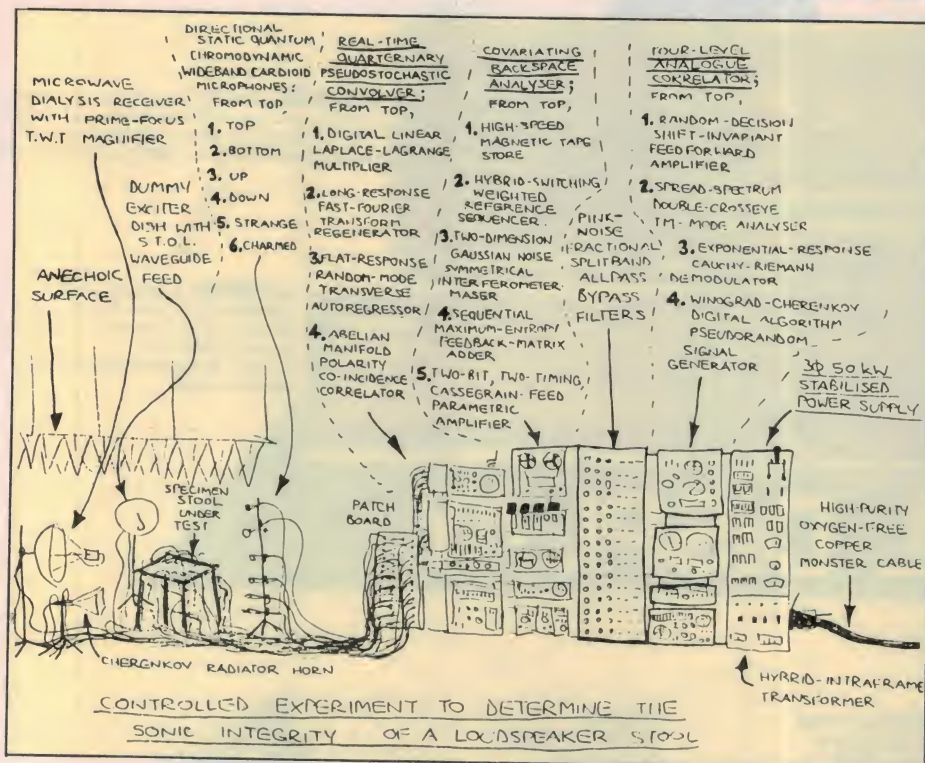 MICROWAVE
DIALYSIS RECEIVER
WITH PRIME-FOCUS
T.W.T MAGNIFIER
DIRECTIONAL
STATIC QUANTUM
CHROMODYNAMIC
WIDEBAND CARDIOID
MICROPHONES:
FROM TOP
1. TOP
2. BOTTOM
3. UP
4. DOWN
5. STRANGE
6. CHARMED
DUMMY
EXCITER
DISH WITH
S.T.O.L.
WAVEGUIDE
FEED
ANECHOIC
SURFACE
REAL-TIME
QUARTERNARY
PSEUDOSTOCHASTIC
CONVOLVER;
FROM TOP,
1. DIGITAL LINEAR
LAPLACE-LAGRANGE
MULTIPLIER
2. LONG-RESPONSE
FAST-FOURIER
TRANSFORM
REGENERATOR
3. FLAT-RESPONSE
RANDOM-MODE
TRANSVERSE
AUTOREGRESSOR
4. ABELIAN
MANIFOLD
POLARITY
CO-INCIDENCE
CORRELATOR
COVARIATING
BACKSPACE
ANALYSER;
FROM TOP,
1. HIGH-SPEED
MAGNETIC TAPE
STORE
2. HYBRID-SWITCHING
WEIGHTED
REFERENCE
SEQUENCER
3. TWO-DIMENSION
GAUSSIAN NOISE
SYMMETRICAL
INTERFEROMETER
MASER
4. SEQUENTIAL
MAXIMUM-ENTROPY
FEEDBACK-MATRIX
ADDER
5. TWO-BIT, TWO-TIMING,
CASSEGRAIN-FEED
PARAMETRIC
AMPLIFIER
PINK-
NOISE
FRACTIONAL
SPLITBAND
ALLPASS
BYPASS
FILTERS
FOUR-LEVEL
ANALOGUE
CORRELATOR;
FROM TOP,
1. RANDOM-DECISION
SHIFT-INVARIANT
FEEDFORWARD
AMPLIFIER
2. SPREAD-SPECTRUM
DOUBLE-CROSSEYE
TM-MODE ANALYSER
3. EXPONENTIAL-RESPONSE
CAUCHY-RIEMANN
DEMODULATOR
4. WINOGRAD-CHERENKOV
DIGITAL ALGORITHM
PSEUDORANDOM
SIGNAL
GENERATOR
3Φ 50 KW
STABILISED
POWER SUPPLY
SPECIMEN
STOOL
UNDER
TEST
PATCH
BOARD
HIGH-PURITY
OXYGEN-FREE
COPPER
MONSTER CABLE
CHERENKOV RADIATOR HORN
HYBRID-INTRAFRAME
TRANSFORMER
CONTROLLED EXPERIMENT TO DETERMINE THE
SONIC INTEGRITY OF A LOUDSPEAKER STOOL